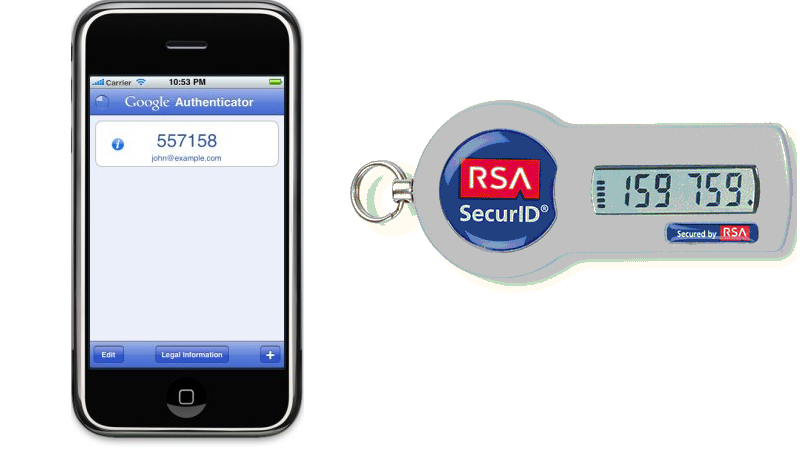 Carrier 10:53 PM
Google Authenticator
557158
john@example.com
Edit Legal Information +
RSA
SecurID®
159 759.
Secured by RSA